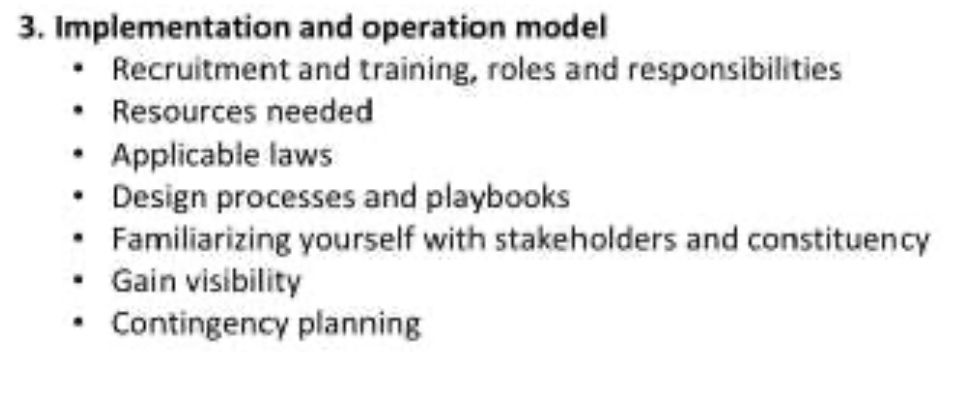 3. Implementation and operation model
• Recruitment and training, roles and responsibilities
• Resources needed
• Applicable laws
• Design processes and playbooks
• Familiarizing yourself with stakeholders and constituency
• Gain visibility
• Contingency planning